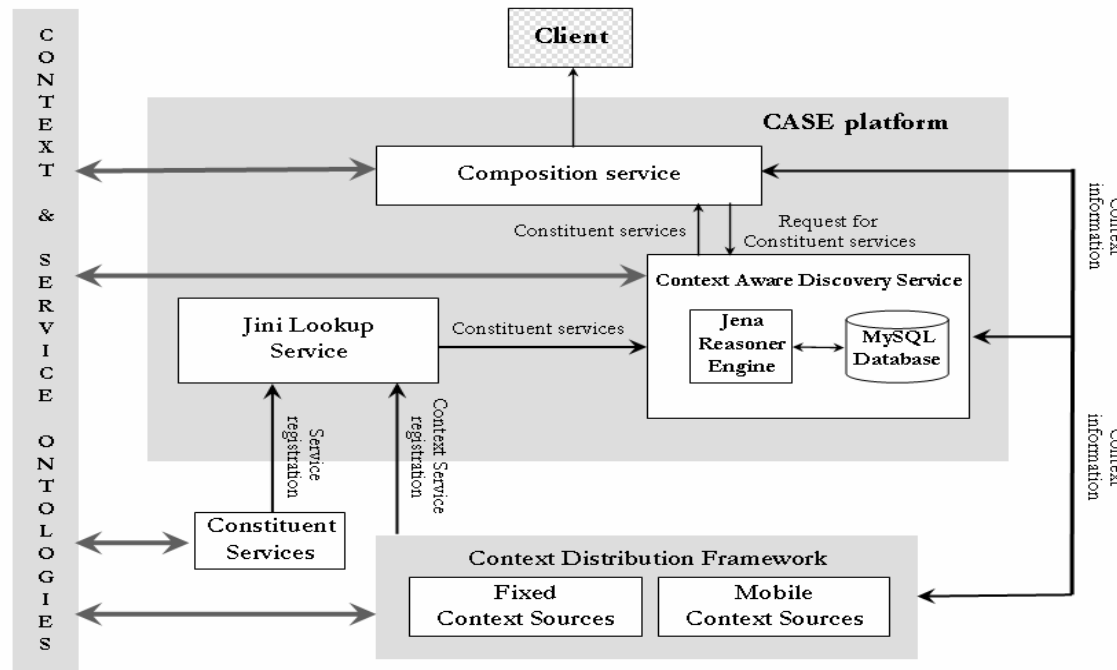 CONTEXT & SERVICE ONTOLOGIES
Client
CASE platform
Composition service
Context
information
Constituent services
Request for
Constituent services
Context Aware Discovery Service
Jini Lookup
Service
Constituent services
Jena
Reasoner
Engine
MySQL
Database
Service
registration
Context Service
registration
Context
information
Constituent
Services
Context Distribution Framework
Fixed
Context Sources
Mobile
Context Sources